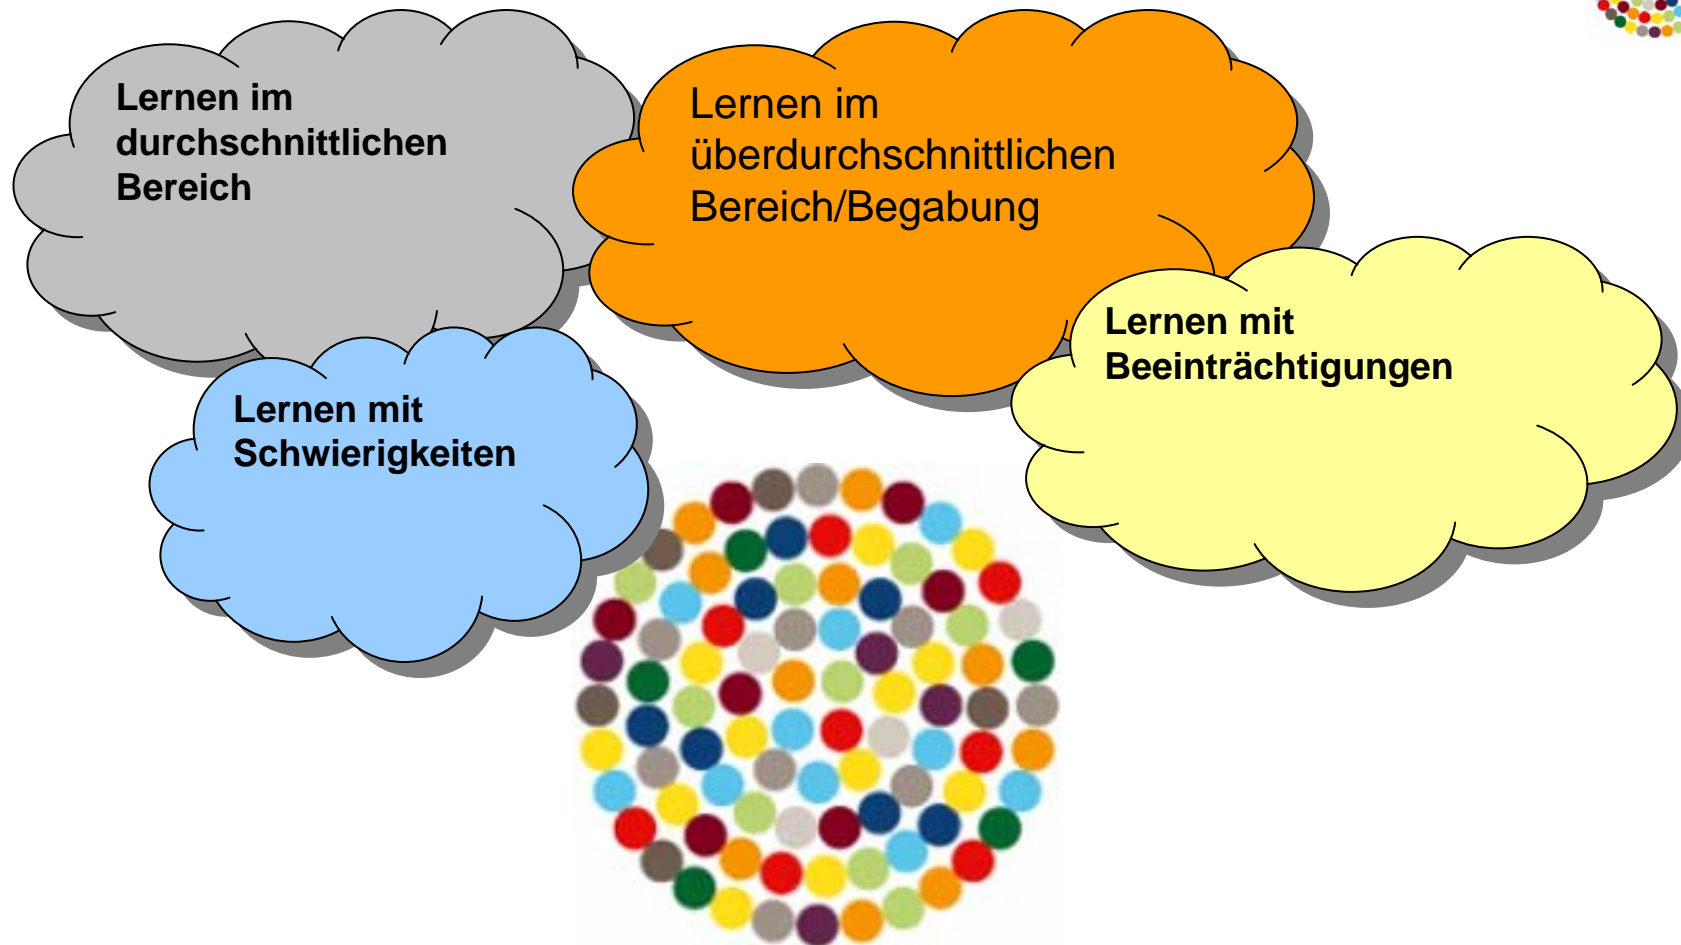 Lernen im
durchschnittlichen
Bereich
Lernen im
überdurchschnittlichen
Bereich/Begabung
Lernen mit
Beeinträchtigungen
Lernen mit
Schwierigkeiten